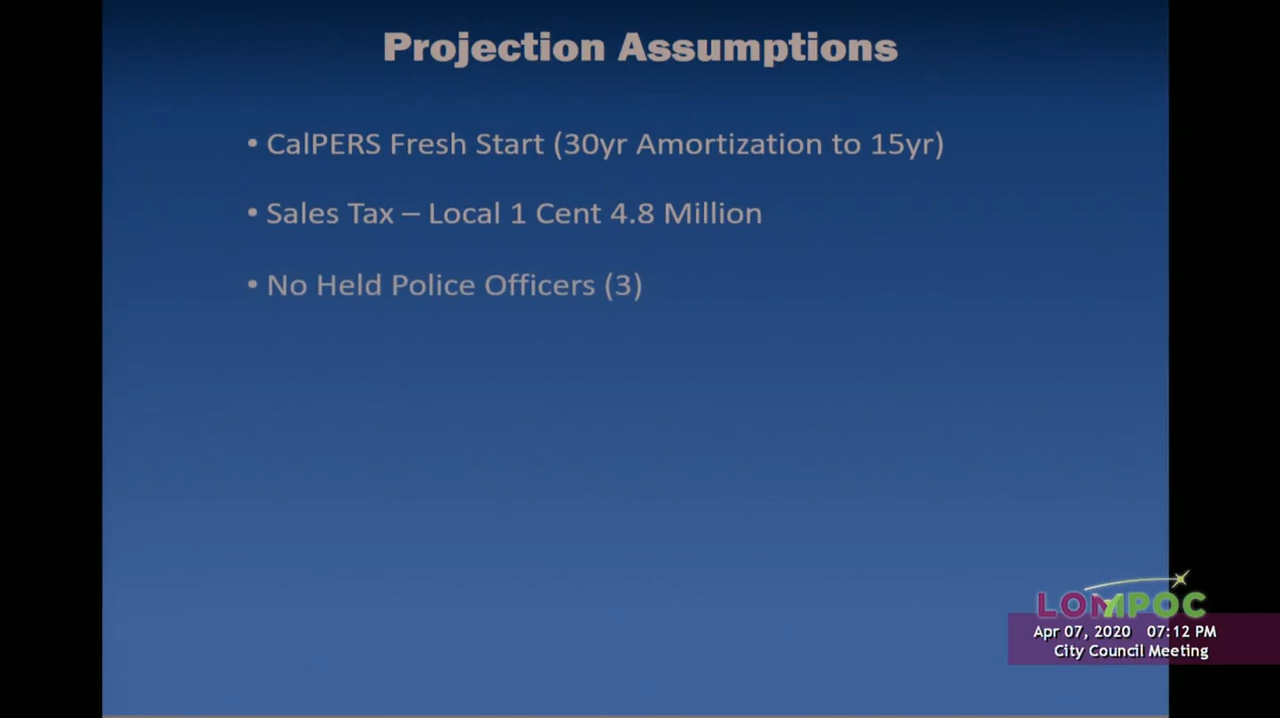 Projection Assumptions
• CalPERS Fresh Start (30yr Amortization to 15yr)
• Sales Tax – Local 1 Cent 4.8 Million
• No Held Police Officers (3)
LOMPOC
Apr 07, 2020 07:12 PM
City Council Meeting